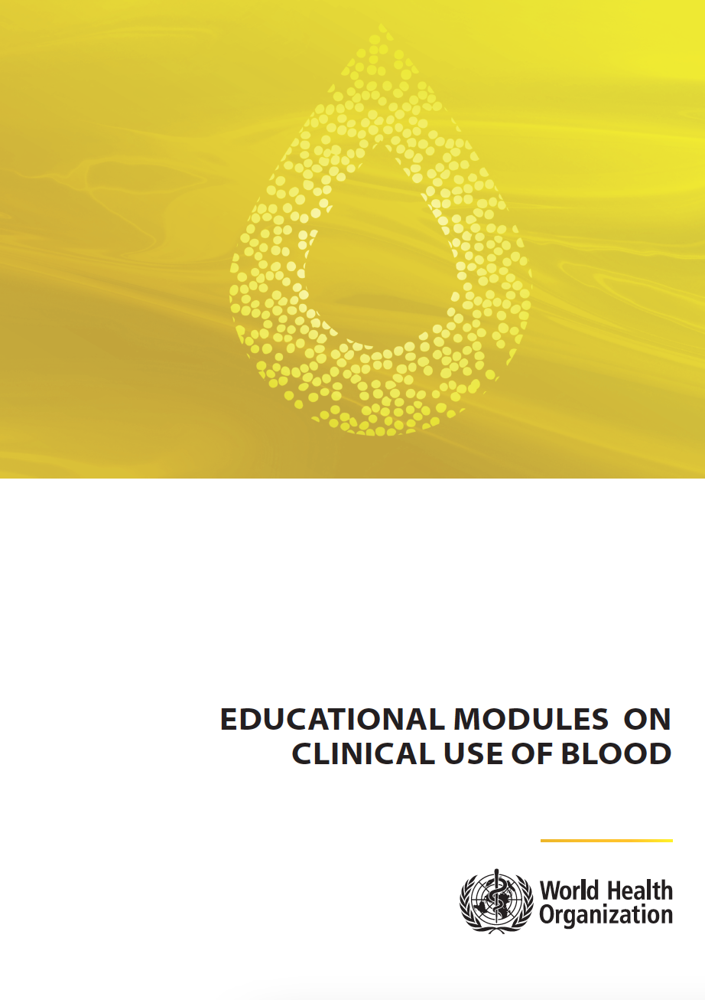 EDUCATIONAL MODULES ON
CLINICAL USE OF BLOOD
World Health
Organization